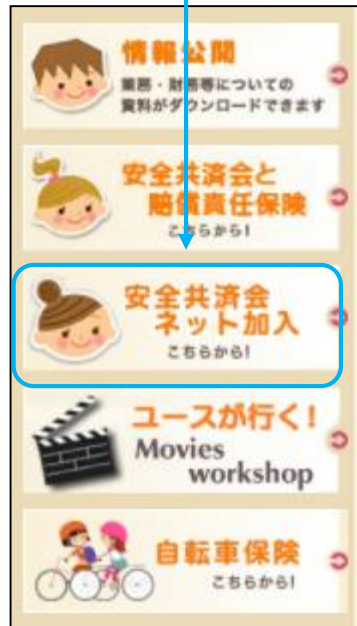 情報公開
業務・財務等についての
資料がダウンロードできます
安全共済会と
賠償責任保険
こちらから!
安全共済会
ネット加入
こちらから!
ユースが行く!
Movies
workshop
自転車保険
こちらから!